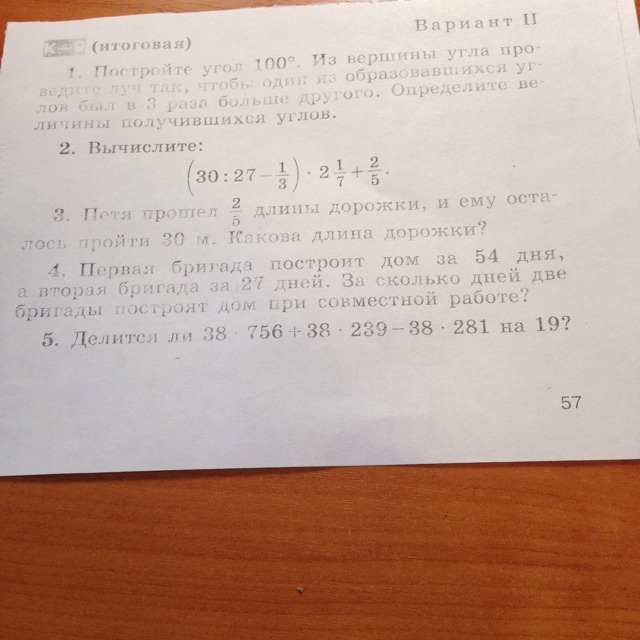 Вариант II
К–9 (итоговая)
1. Постройте угол 100°. Из вершины угла про-
ведите луч так, чтобы один из образовавшихся уг-
лов был в 3 раза больше другого. Определите ве-
личины получившихся углов.
2. Вычислите:
(30 : 27 − 1/3) · 2 1/7 + 2/5.
3. Петя прошел 2/5 длины дорожки, и ему оста-
лось пройти 30 м. Какова длина дорожки?
4. Первая бригада построит дом за 54 дня,
а вторая бригада за 27 дней. За сколько дней две
бригады построят дом при совместной работе?
5. Делится ли 38 · 756 + 38 · 239 − 38 · 281 на 19?
57